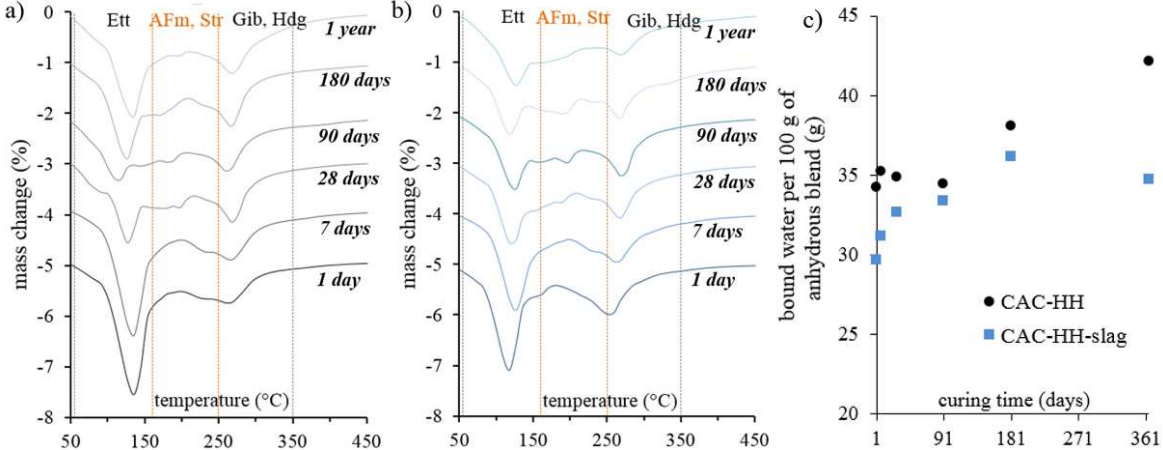 a)
0
-1
-2
-3
-4
-5
-6
-7
-8
mass change (%)
Ett
AFm, Str
Gib, Hdg
1 year
180 days
90 days
28 days
7 days
1 day
temperature (°C)
50
150
250
350
450
b)
0
-1
-2
-3
-4
-5
-6
-7
-8
mass change (%)
Ett
AFm, Str
Gib, Hdg
1 year
180 days
90 days
28 days
7 days
1 day
temperature (°C)
50
150
250
350
450
c)
45
40
35
30
25
20
bound water per 100 g of
anhydrous blend (g)
CAC-HH
CAC-HH-slag
curing time (days)
1
91
181
271
361